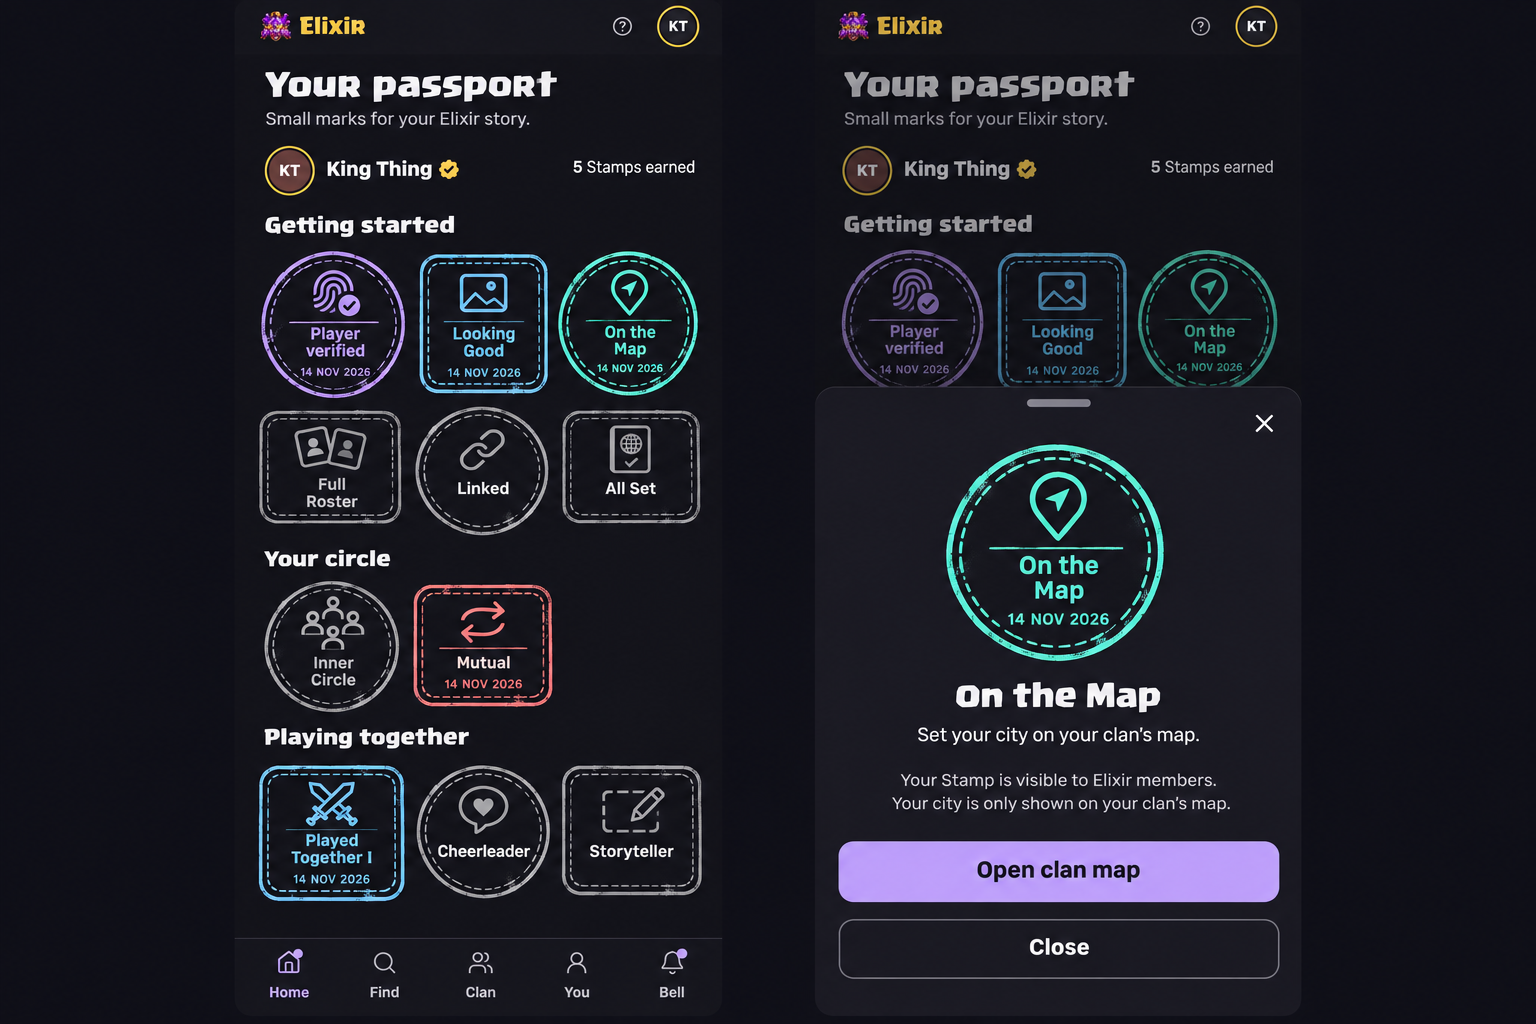 Elixir
?
KT
Your passport
Small marks for your Elixir story.
KT
King Thing
5 Stamps earned
Getting started
Player
verified
14 NOV 2026
Looking
Good
14 NOV 2026
On the
Map
14 NOV 2026
Full
Roster
Linked
All Set
Your circle
Inner
Circle
Mutual
14 NOV 2026
Playing together
Played
Together I
14 NOV 2026
Cheerleader
Storyteller
Home
Find
Clan
You
Bell
Elixir
?
KT
Your passport
Small marks for your Elixir story.
KT
King Thing
5 Stamps earned
Getting started
Player
verified
14 NOV 2026
Looking
Good
14 NOV 2026
On the
Map
14 NOV 2026
On the
Map
14 NOV 2026
On the Map
Set your city on your clan's map.
Your Stamp is visible to Elixir members.
Your city is only shown on your clan's map.
Open clan map
Close